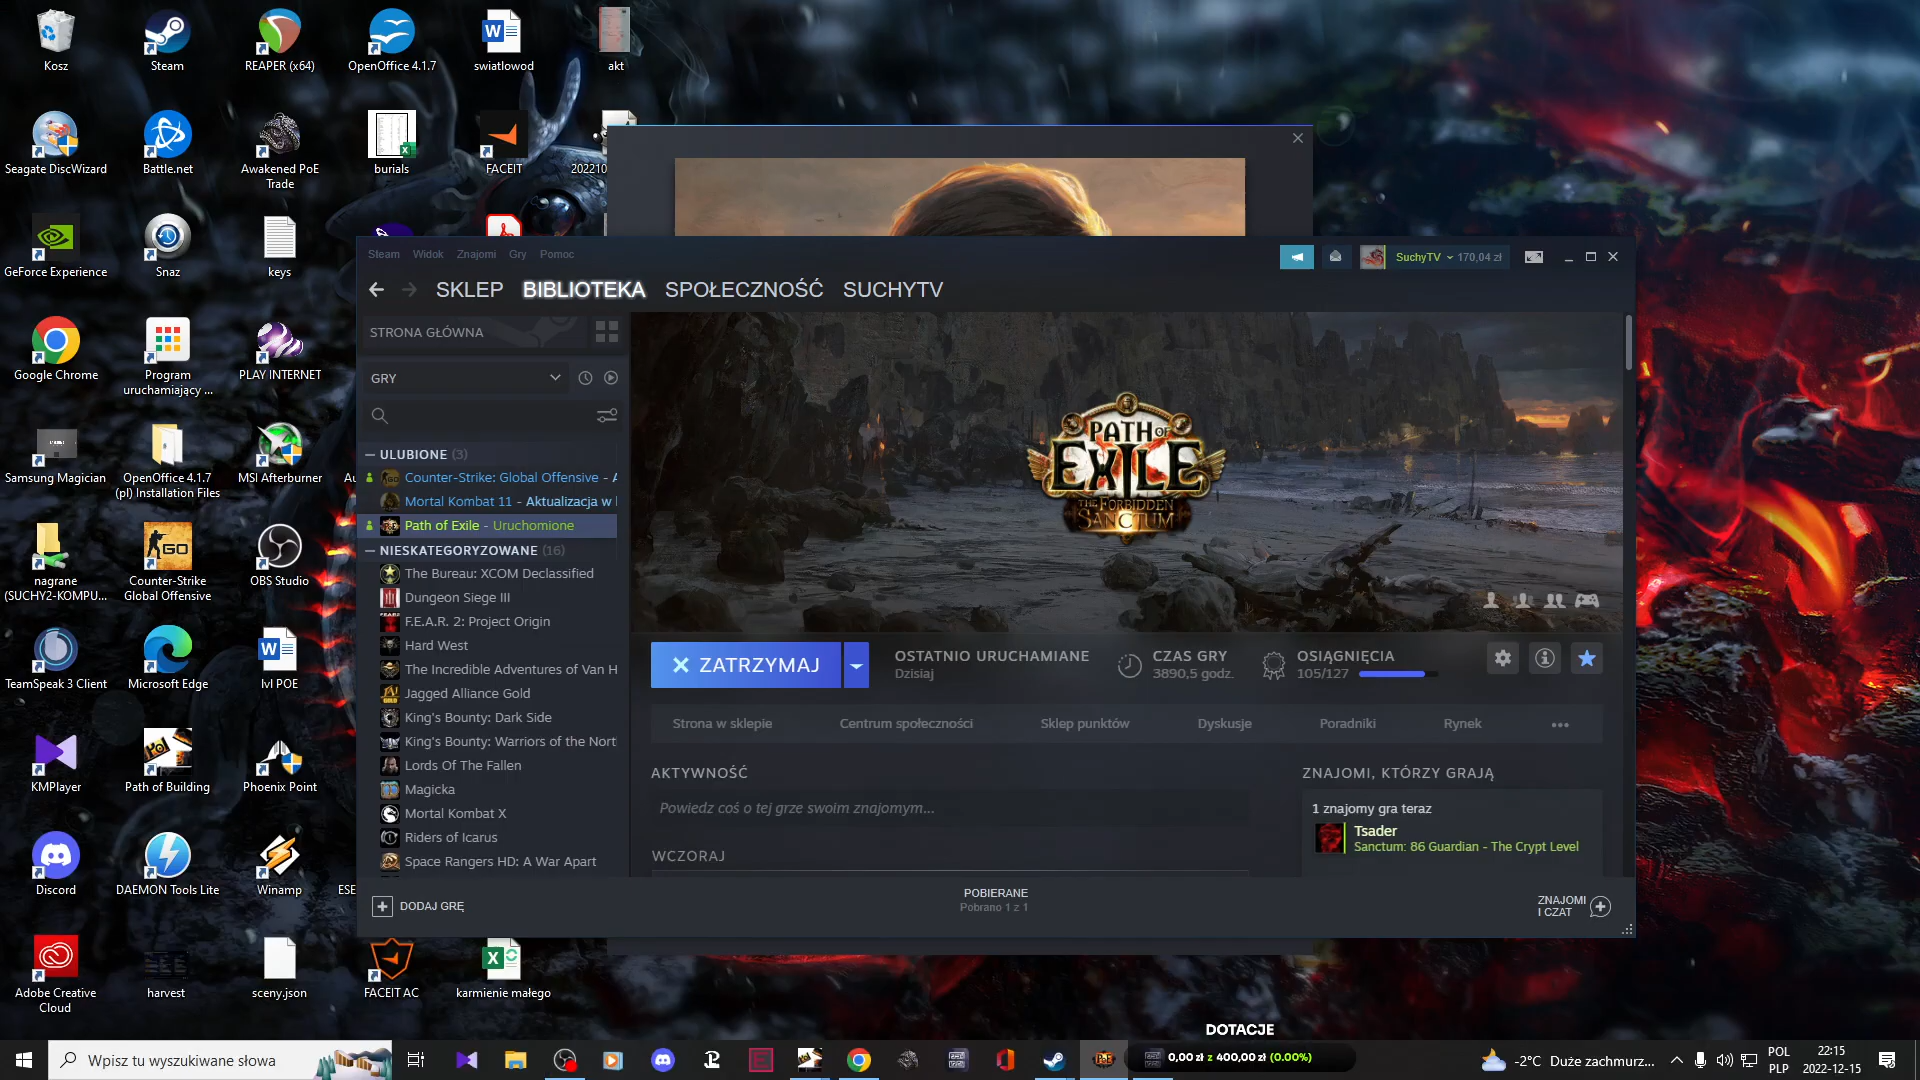 Kosz
Steam
REAPER (x64)
OpenOffice 4.1.7
swiatlowod
akt
Seagate DiscWizard
Battle.net
Awakened PoE
Trade
burials
FACEIT
202210
GeForce Experience
Snaz
keys
Google Chrome
Program
uruchamiający ...
PLAY INTERNET
Samsung Magician
OpenOffice 4.1.7
(pl) Installation Files
MSI Afterburner
Au
nagrane
(SUCHY2-KOMPU...
Counter-Strike
Global Offensive
OBS Studio
TeamSpeak 3 Client
Microsoft Edge
lvl POE
KMPlayer
Path of Building
Phoenix Point
Discord
DAEMON Tools Lite
Winamp
ESE
Adobe Creative
Cloud
harvest
sceny.json
FACEIT AC
karmienie małego
Steam Widok Znajomi Gry Pomoc
SuchyTV 170,04 zł
SKLEP BIBLIOTEKA SPOŁECZNOŚĆ SUCHYTV
STRONA GŁÓWNA
GRY
— ULUBIONE (3)
Counter-Strike: Global Offensive - A
Mortal Kombat 11 - Aktualizacja w
Path of Exile - Uruchomione
— NIESKATEGORYZOWANE (16)
The Bureau: XCOM Declassified
Dungeon Siege III
F.E.A.R. 2: Project Origin
Hard West
The Incredible Adventures of Van H
Jagged Alliance Gold
King's Bounty: Dark Side
King's Bounty: Warriors of the Nort
Lords Of The Fallen
Magicka
Mortal Kombat X
Riders of Icarus
Space Rangers HD: A War Apart
PATH OF
EXILE
THE FORBIDDEN
SANCTUM
ZATRZYMAJ
OSTATNIO URUCHAMIANE
Dzisiaj
CZAS GRY
3890,5 godz.
OSIĄGNIĘCIA
105/127
Strona w sklepie Centrum społeczności Sklep punktów Dyskusje Poradniki Rynek
AKTYWNOŚĆ
Powiedz coś o tej grze swoim znajomym...
WCZORAJ
ZNAJOMI, KTÓRZY GRAJĄ
1 znajomy gra teraz
Tsader
Sanctum: 86 Guardian - The Crypt Level
DODAJ GRĘ
POBIERANE
Pobrano 1 z 1
ZNAJOMI
I CZAT
DOTACJE
0,00 zł z 400,00 zł (0.00%)
Wpisz tu wyszukiwane słowa
-2°C Duże zachmurz...
POL
PLP
22:15
2022-12-15